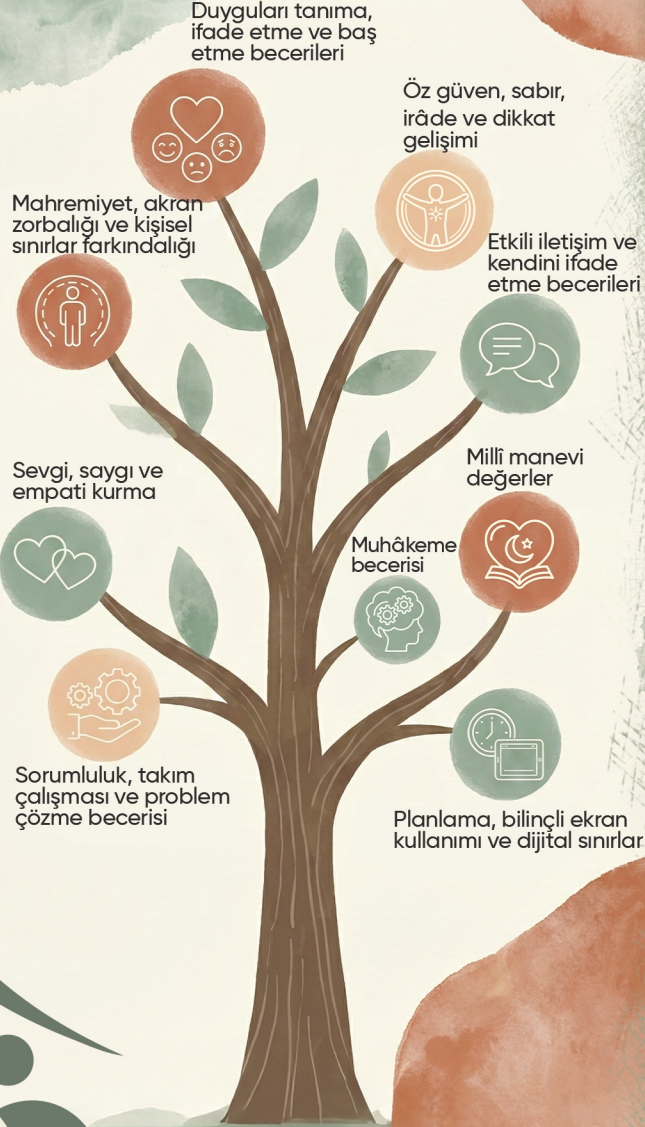 Duyguları tanıma,
ifade etme ve baş
etme becerileri
Öz güven, sabır,
irâde ve dikkat
gelişimi
Mahremiyet, akran
zorbalığı ve kişisel
sınırlar farkındalığı
Etkili iletişim ve
kendini ifade
etme becerileri
Sevgi, saygı ve
empati kurma
Millî manevi
değerler
Muhâkeme
becerisi
Sorumluluk, takım
çalışması ve problem
çözme becerisi
Planlama, bilinçli ekran
kullanımı ve dijital sınırlar